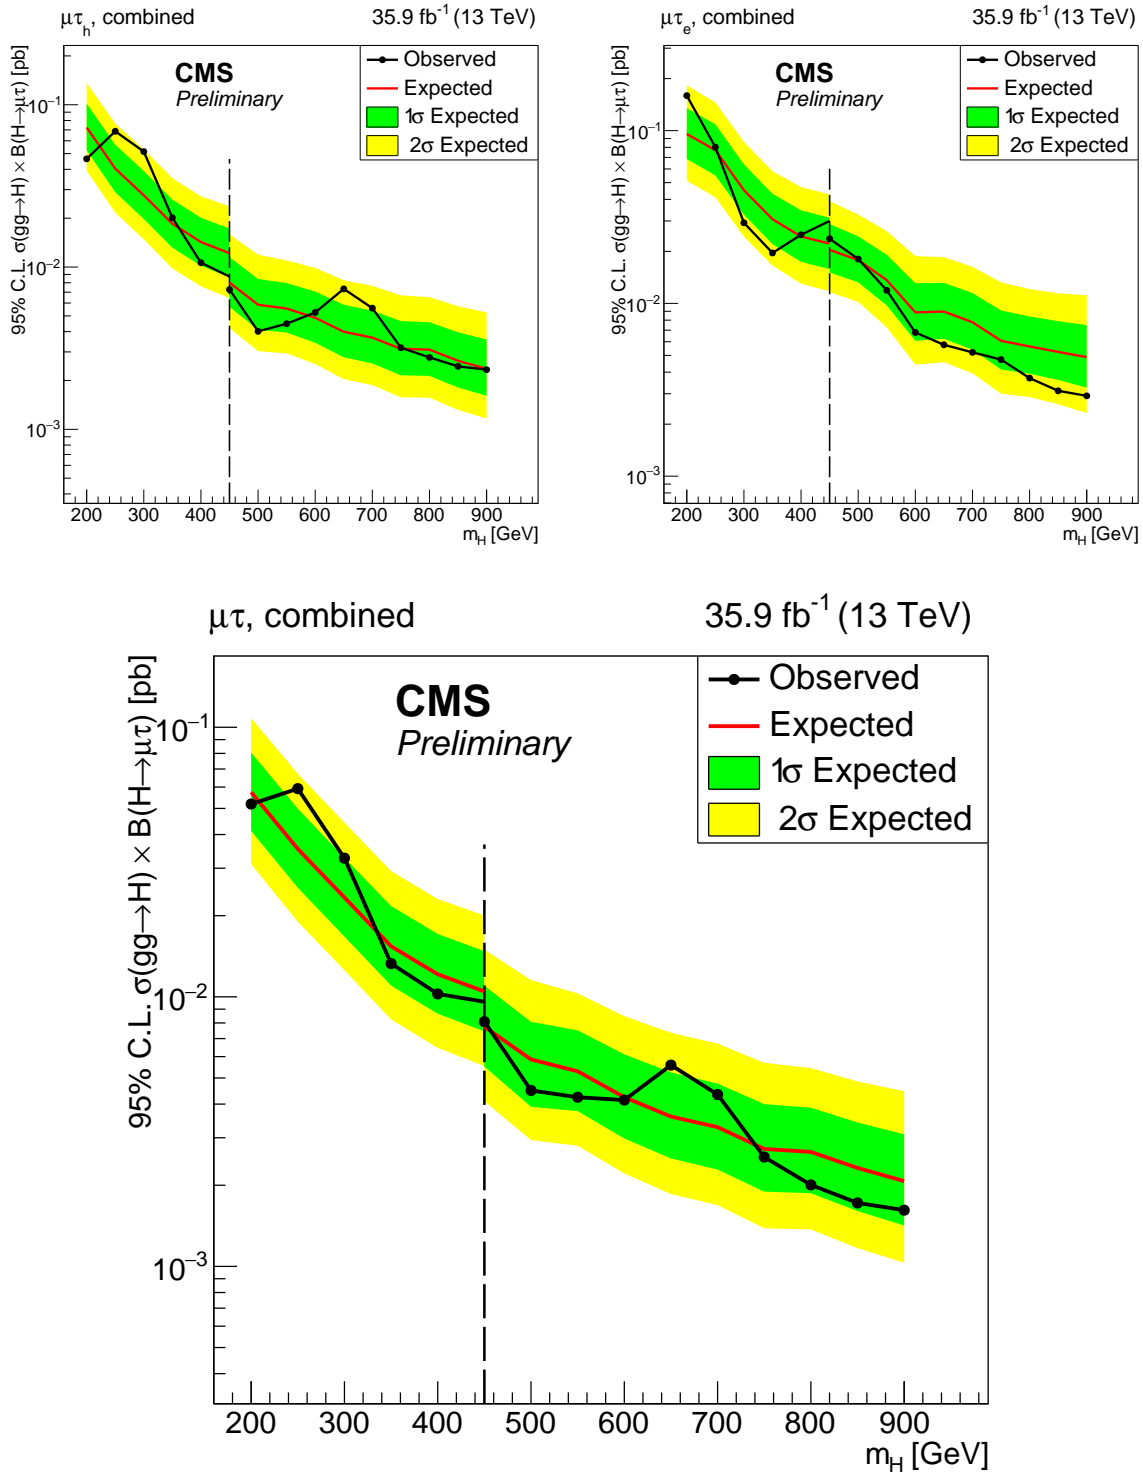 μτh, combined 35.9 fb-1 (13 TeV)
95% C.L. σ(gg→H) × B(H→μτ) [pb]
CMS
Preliminary
Observed
Expected
1σ Expected
2σ Expected
10−1
10−2
10−3
200 300 400 500 600 700 800 900
mH [GeV]
μτe, combined 35.9 fb-1 (13 TeV)
95% C.L. σ(gg→H) × B(H→μτ) [pb]
CMS
Preliminary
Observed
Expected
1σ Expected
2σ Expected
10−1
10−2
10−3
200 300 400 500 600 700 800 900
mH [GeV]
μτ, combined 35.9 fb-1 (13 TeV)
95% C.L. σ(gg→H) × B(H→μτ) [pb]
CMS
Preliminary
Observed
Expected
1σ Expected
2σ Expected
10−1
10−2
10−3
200 300 400 500 600 700 800 900
mH [GeV]